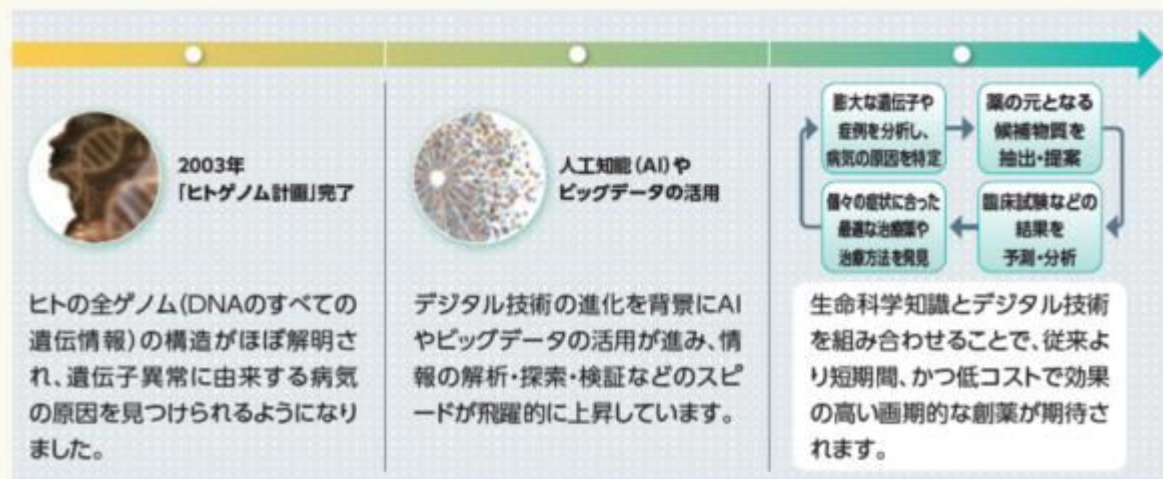 2003年
「ヒトゲノム計画」完了
ヒトの全ゲノム(DNAのすべての
遺伝情報)の構造がほぼ解明さ
れ、遺伝子異常に由来する病気
の原因を見つけられるようになり
ました。
人工知能(AI)や
ビッグデータの活用
デジタル技術の進化を背景にAI
やビッグデータの活用が進み、情
報の解析・探索・検証などのスピ
ードが飛躍的に上昇しています。
膨大な遺伝子や
症例を分析し、
病気の原因を特定
薬の元となる
候補物質を
抽出・提案
臨床試験などの
結果を
予測・分析
個々の症状に合った
最適な治療薬や
治療方法を発見
生命科学知識とデジタル技術
を組み合わせることで、従来よ
り短期間、かつ低コストで効果
の高い画期的な創薬が期待さ
れます。